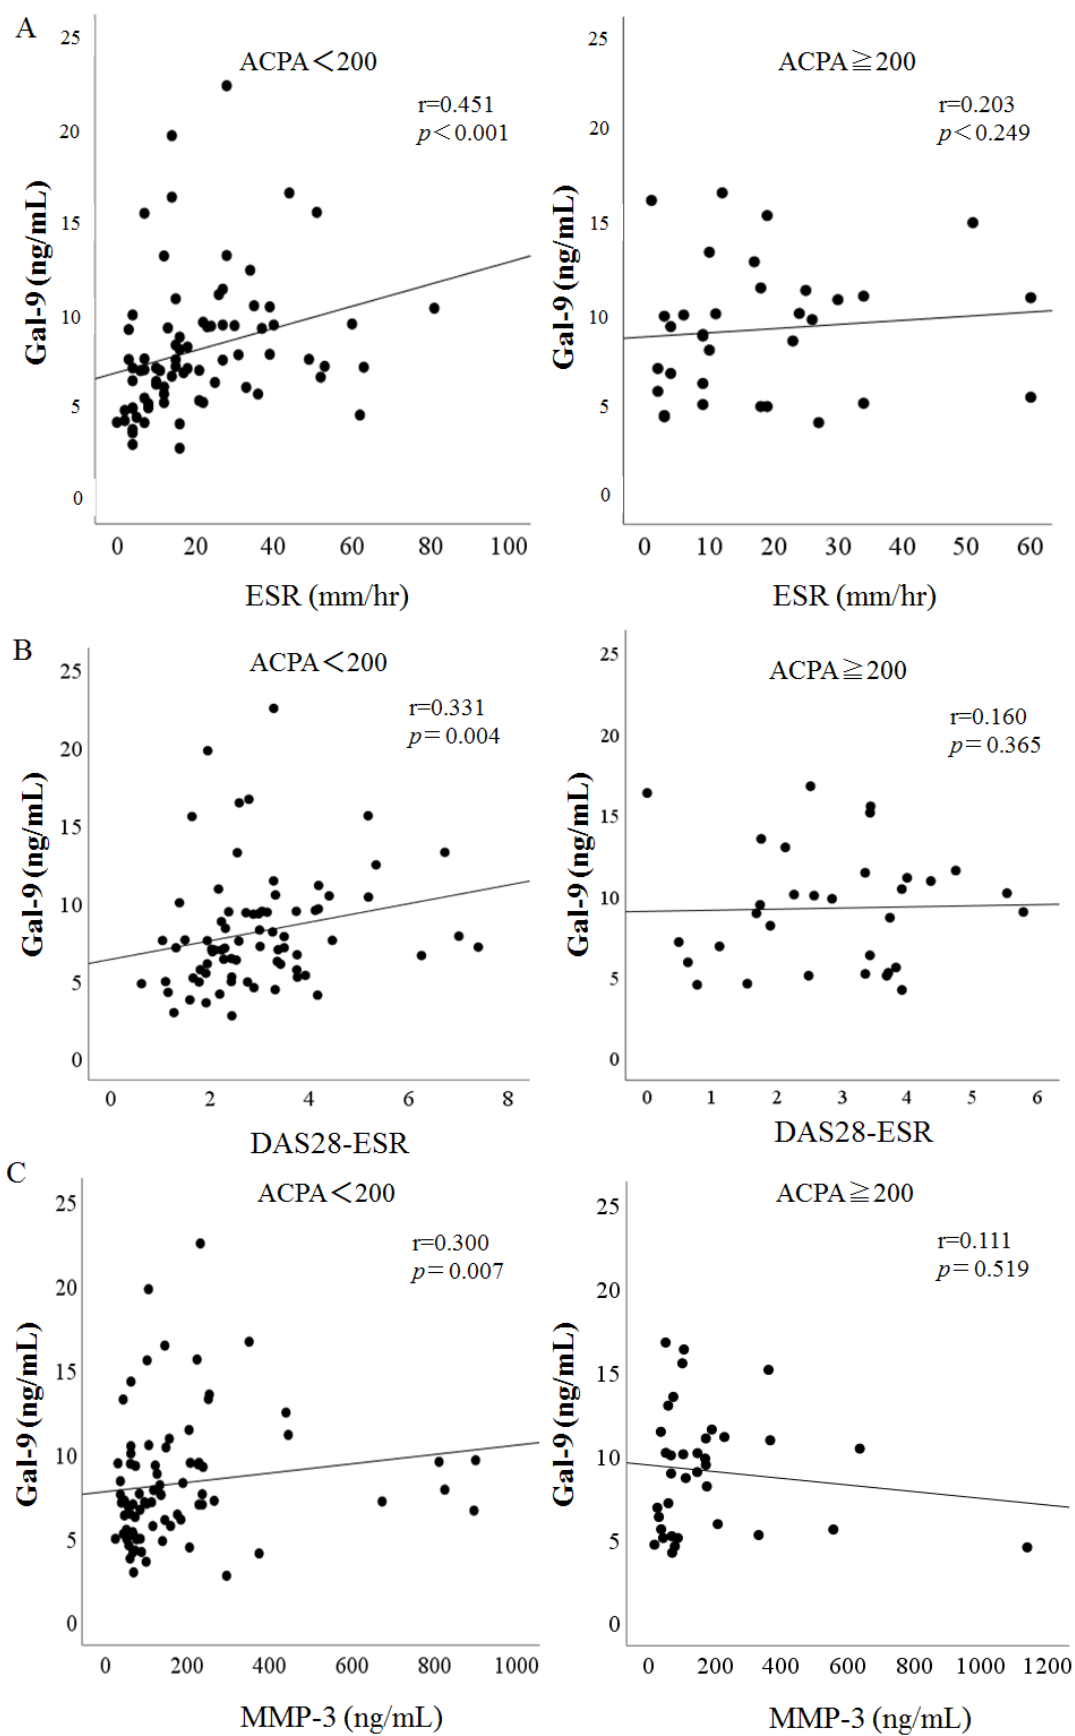 A
ACPA＜200
r=0.451
p＜0.001
25
20
15
10
5
0
Gal-9 (ng/mL)
0 20 40 60 80 100
ESR (mm/hr)
ACPA≧200
r=0.203
p＜0.249
25
20
15
10
5
0
Gal-9 (ng/mL)
0 10 20 30 40 50 60
ESR (mm/hr)
B
ACPA＜200
r=0.331
p＝0.004
25
20
15
10
5
0
Gal-9 (ng/mL)
0 2 4 6 8
DAS28-ESR
ACPA≧200
r=0.160
p＝0.365
25
20
15
10
5
0
Gal-9 (ng/mL)
0 1 2 3 4 5 6
DAS28-ESR
C
ACPA＜200
r=0.300
p＝0.007
25
20
15
10
5
0
Gal-9 (ng/mL)
0 200 400 600 800 1000
MMP-3 (ng/mL)
ACPA≧200
r=0.111
p＝0.519
25
20
15
10
5
0
Gal-9 (ng/mL)
0 200 400 600 800 1000 1200
MMP-3 (ng/mL)